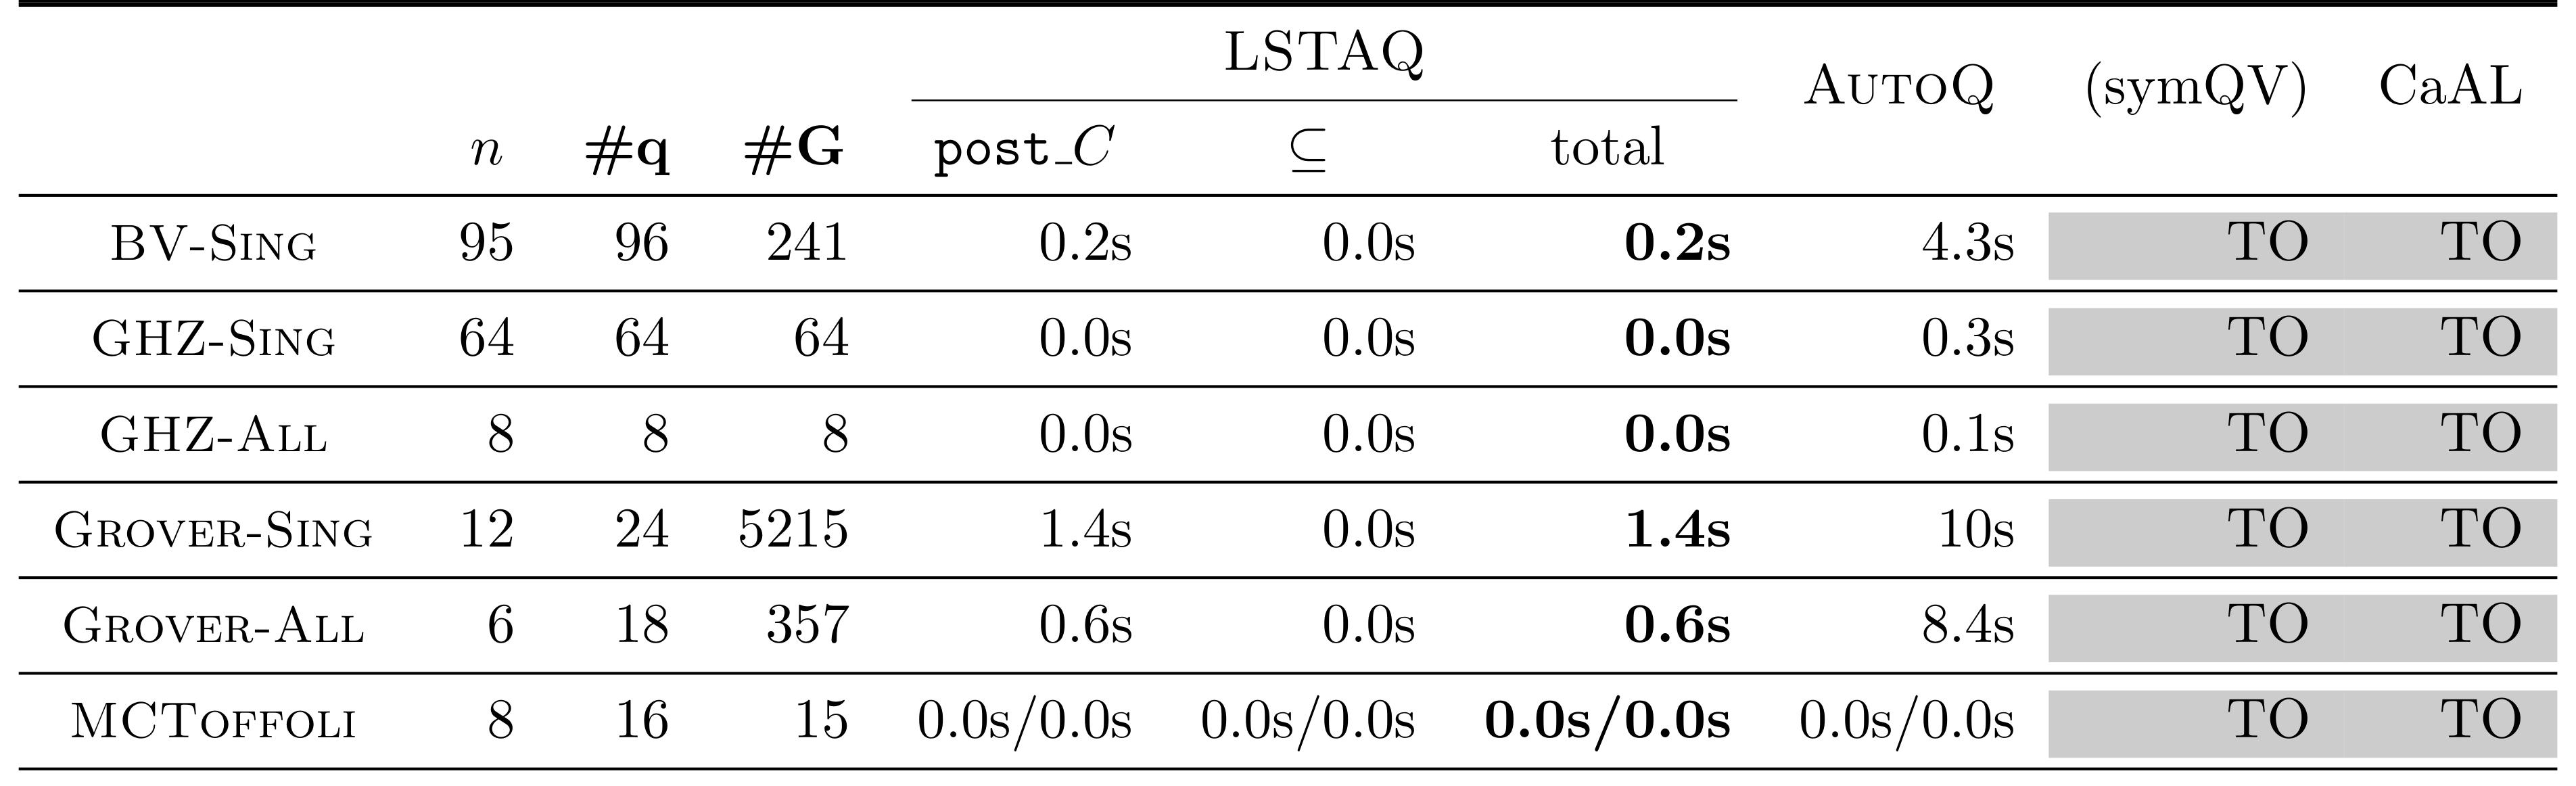 LSTAQ
AUTOQ (symQV) CaAL
n #q #G post_C ⊆ total
BV-SING 95 96 241 0.2s 0.0s 0.2s 4.3s TO TO
GHZ-SING 64 64 64 0.0s 0.0s 0.0s 0.3s TO TO
GHZ-ALL 8 8 8 0.0s 0.0s 0.0s 0.1s TO TO
GROVER-SING 12 24 5215 1.4s 0.0s 1.4s 10s TO TO
GROVER-ALL 6 18 357 0.6s 0.0s 0.6s 8.4s TO TO
MCTOFFOLI 8 16 15 0.0s/0.0s 0.0s/0.0s 0.0s/0.0s 0.0s/0.0s TO TO